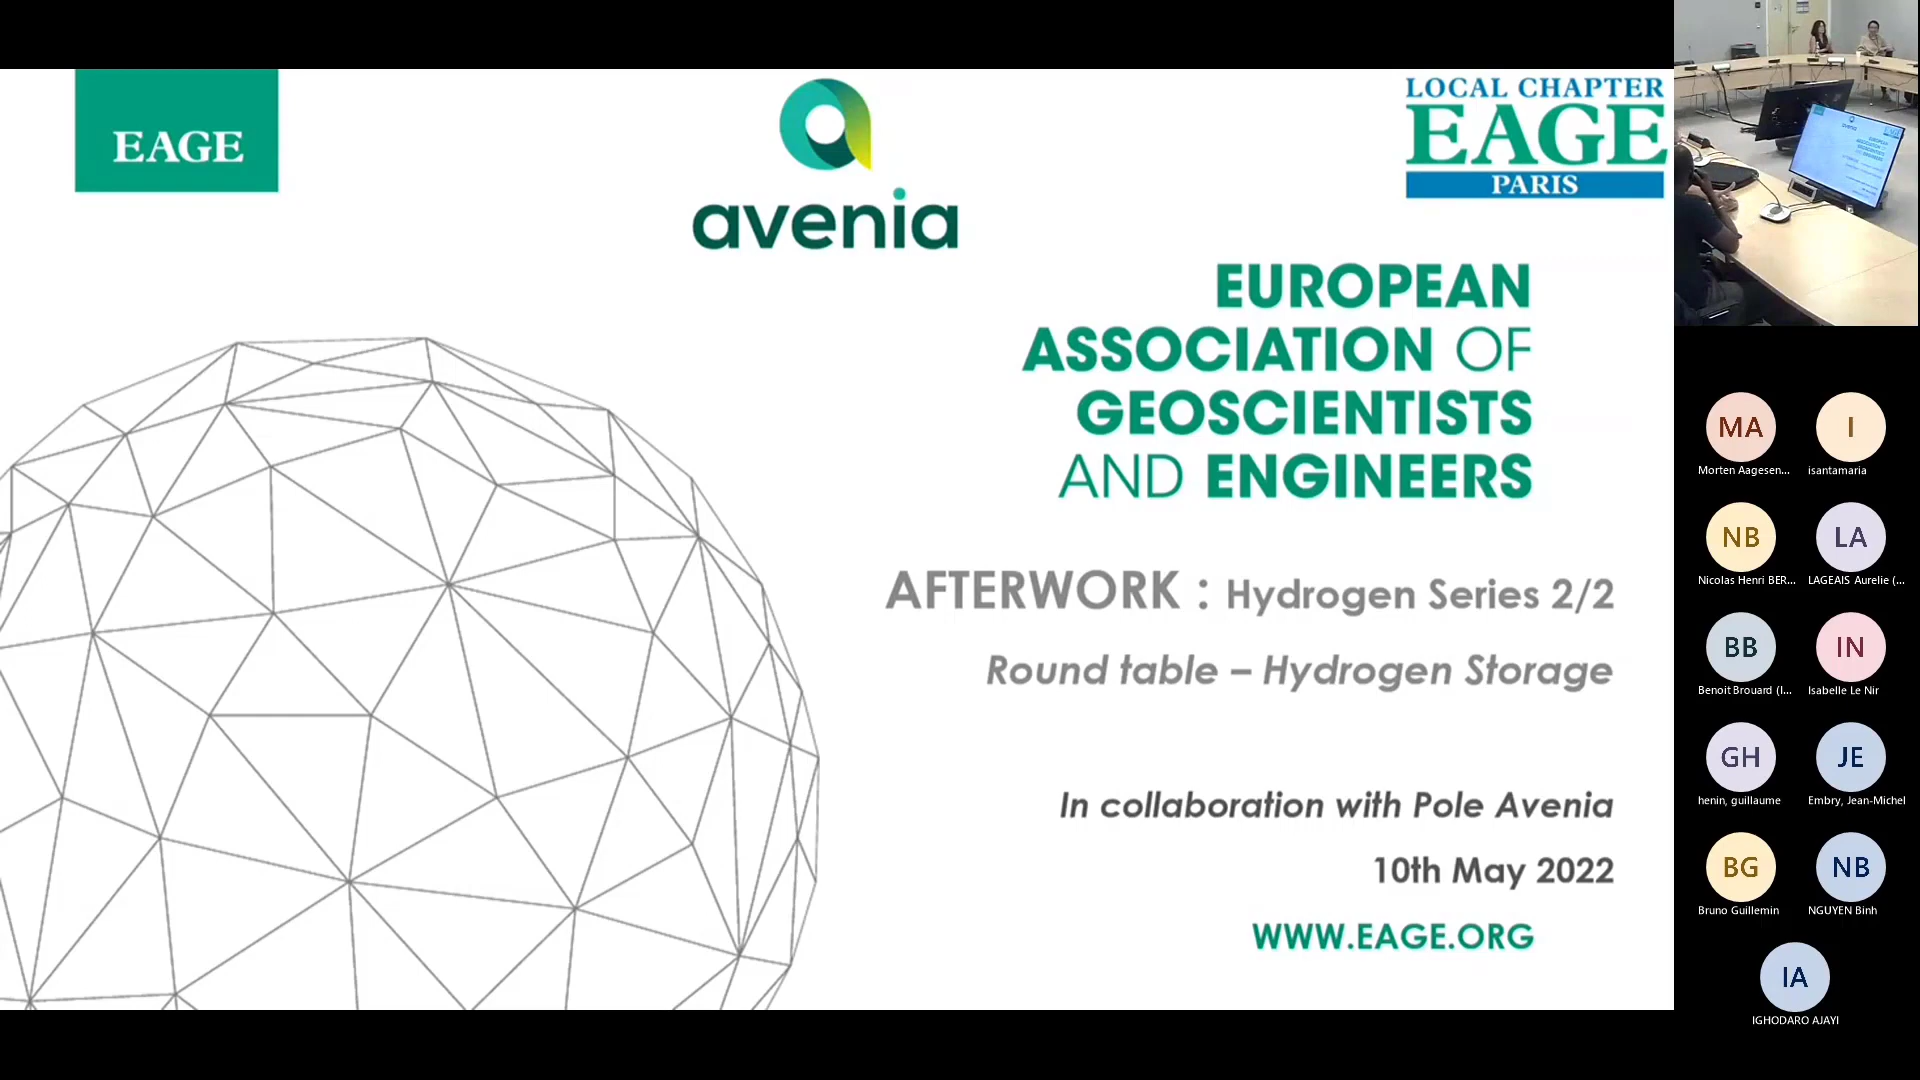 EAGE
avenia
LOCAL CHAPTER
EAGE
PARIS
EUROPEAN
ASSOCIATION OF
GEOSCIENTISTS
AND ENGINEERS
AFTERWORK : Hydrogen Series 2/2
Round table – Hydrogen Storage
In collaboration with Pole Avenia
10th May 2022
WWW.EAGE.ORG
MA
Morten Aagesen...
I
isantamaria
NB
Nicolas Henri BER...
LA
LAGEAIS Aurelie (...
BB
Benoit Brouard (I...
IN
Isabelle Le Nir
GH
henin, guillaume
JE
Embry, Jean-Michel
BG
Bruno Guillemin
NB
NGUYEN Binh
IA
IGHODARO AJAYI